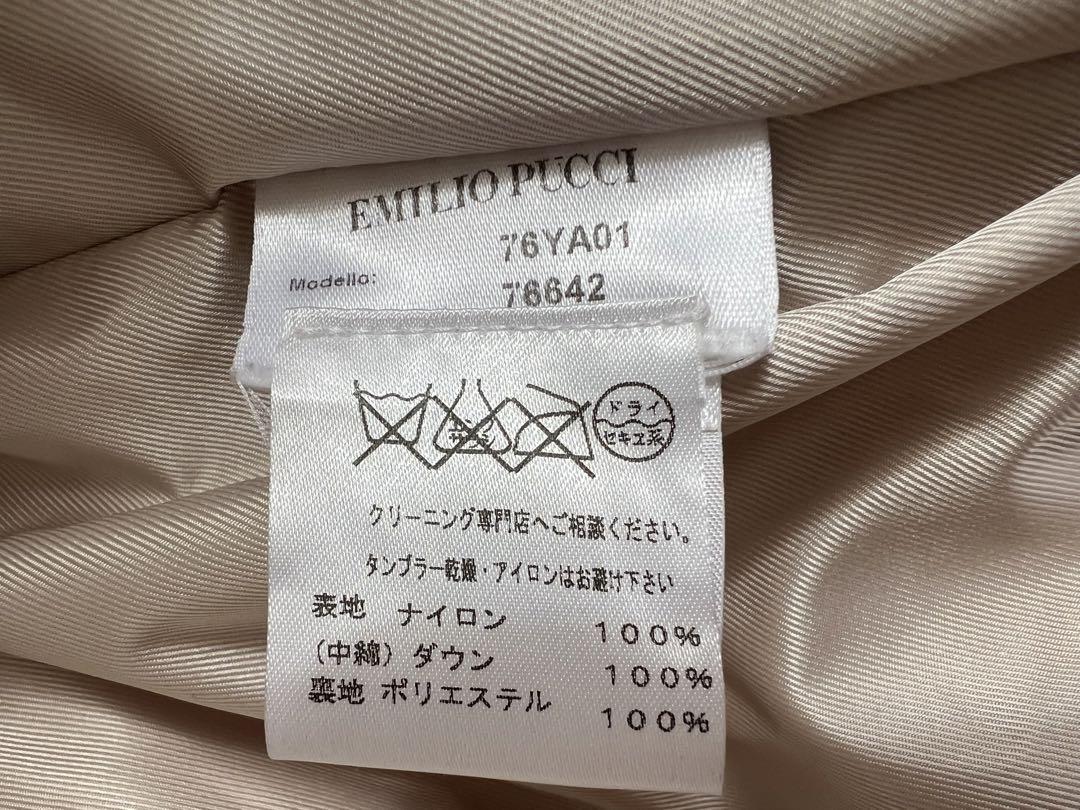 EMILIO PUCCI
76YA01
Modello: 76642
ドライ
セキユ系
クリーニング専門店へご相談ください。
タンブラー乾燥・アイロンはお避け下さい
表地 ナイロン 100%
(中綿) ダウン 100%
裏地 ポリエステル 100%